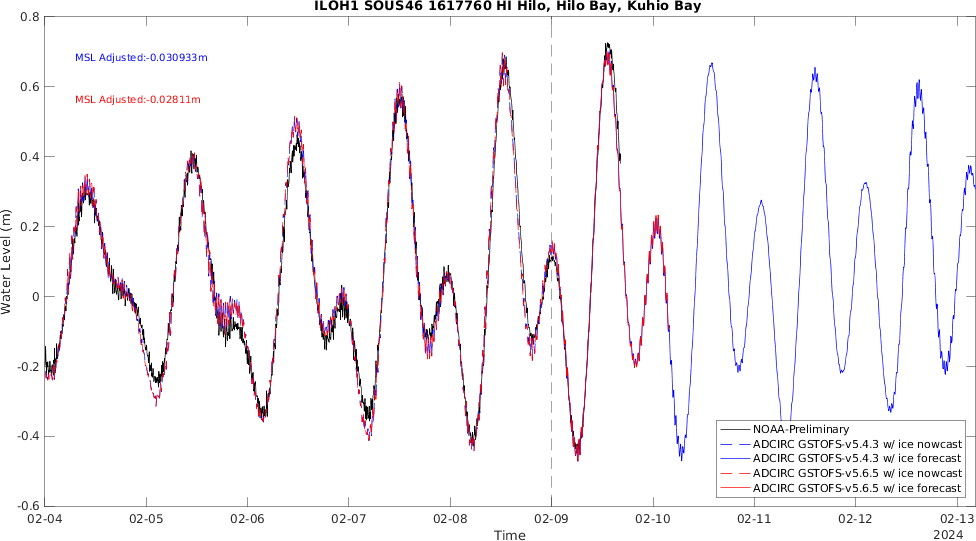 ILOH1 SOUS46 1617760 HI Hilo, Hilo Bay, Kuhio Bay
0.8
MSL Adjusted:-0.030933m
0.6
MSL Adjusted:-0.02811m
0.4
0.2
Water Level (m)
0
-0.2
-0.4
NOAA-Preliminary
ADCIRC GSTOFS-v5.4.3 w/ ice nowcast
ADCIRC GSTOFS-v5.4.3 w/ ice forecast
ADCIRC GSTOFS-v5.6.5 w/ ice nowcast
ADCIRC GSTOFS-v5.6.5 w/ ice forecast
-0.6
02-04 02-05 02-06 02-07 02-08 02-09 02-10 02-11 02-12 02-13
Time 2024